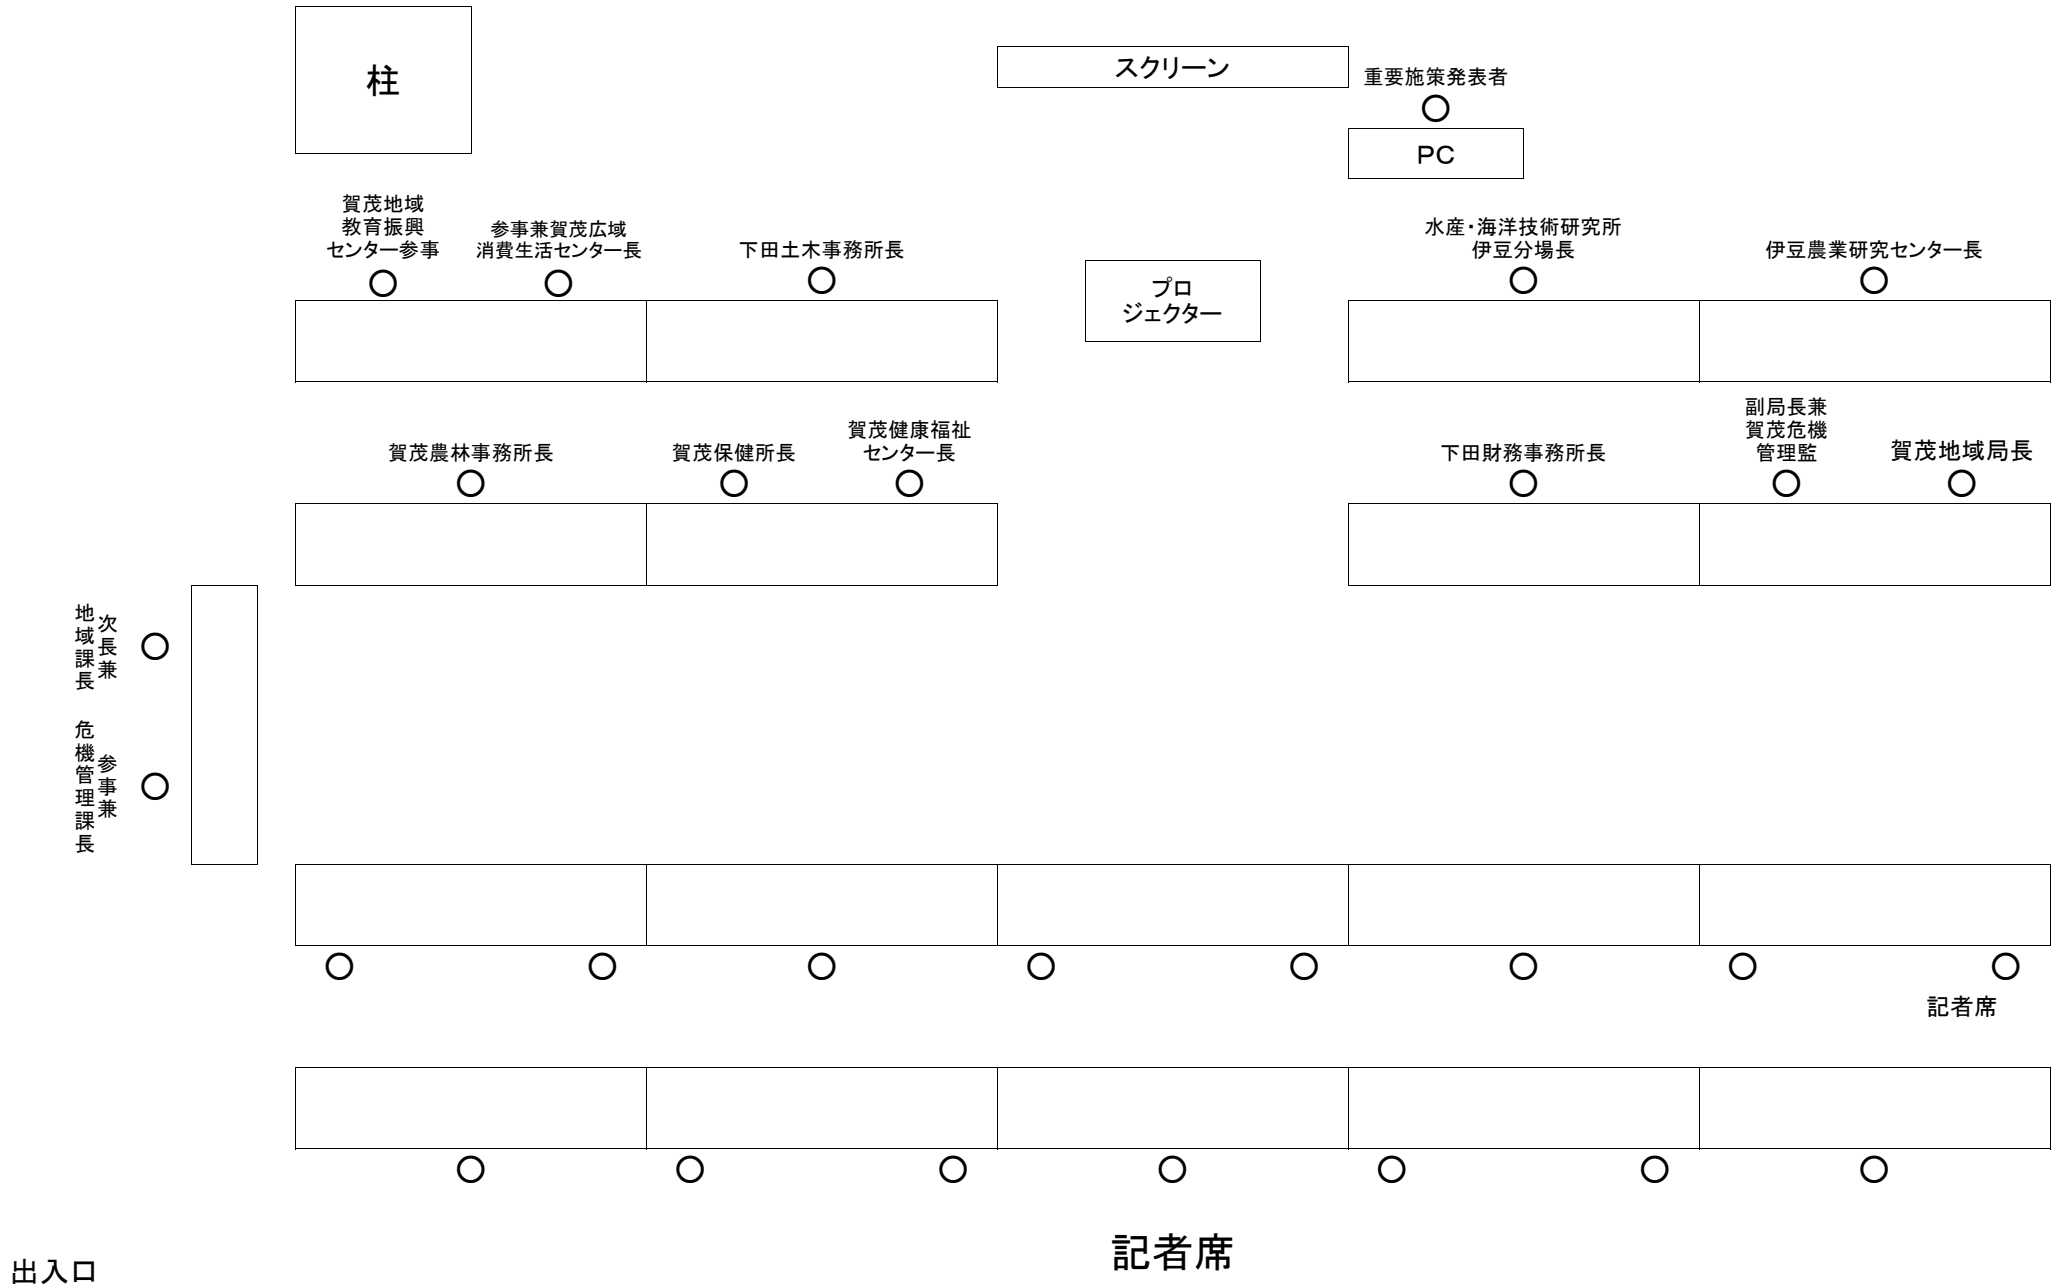 柱
スクリーン
重要施策発表者
PC
賀茂地域
教育振興
センター参事
参事兼賀茂広域
消費生活センター長
下田土木事務所長
プロ
ジェクター
水産・海洋技術研究所
伊豆分場長
伊豆農業研究センター長
賀茂農林事務所長
賀茂保健所長
賀茂健康福祉
センター長
下田財務事務所長
副局長兼
賀茂危機
管理監
賀茂地域局長
次長兼
地域課長
参事兼
危機管理課長
記者席
記者席
出入口